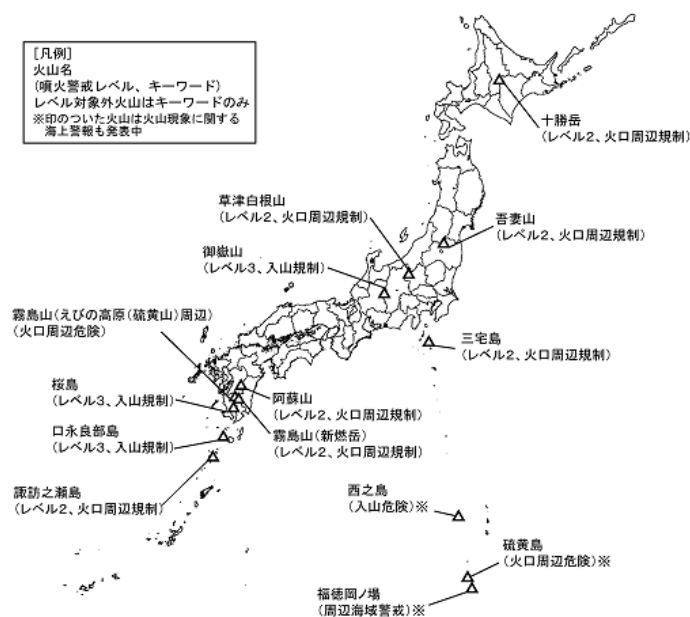 ［凡例］
火山名
（噴火警戒レベル、キーワード）
レベル対象外火山はキーワードのみ
※印のついた火山は火山現象に関する
海上警報も発表中
十勝岳
（レベル２、火口周辺規制）
草津白根山
（レベル２、火口周辺規制）
吾妻山
（レベル２、火口周辺規制）
御嶽山
（レベル３、入山規制）
霧島山（えびの高原（硫黄山）周辺）
（火口周辺危険）
三宅島
（レベル２、火口周辺規制）
桜島
（レベル３、入山規制）
阿蘇山
（レベル２、火口周辺規制）
口永良部島
（レベル３、入山規制）
霧島山（新燃岳）
（レベル２、火口周辺規制）
諏訪之瀬島
（レベル２、火口周辺規制）
西之島
（入山危険）※
硫黄島
（火口周辺危険）※
福徳岡ノ場
（周辺海域警戒）※